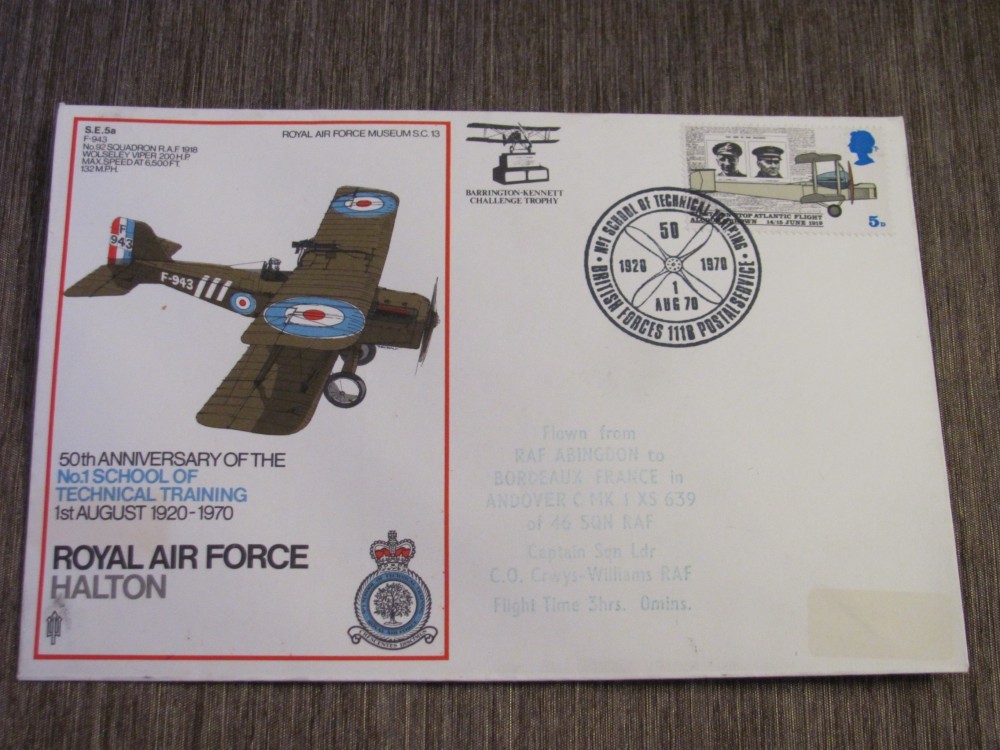 S.E.5a
F-943
No.92 SQUADRON R.A.F. 1918
WOLSELEY VIPER 200 H.P.
MAX. SPEED AT 6,500 FT.
132 M.P.H.
ROYAL AIR FORCE MUSEUM S.C. 13
F
943
F-943
50th ANNIVERSARY OF THE
No.1 SCHOOL OF
TECHNICAL TRAINING
1st AUGUST 1920-1970
ROYAL AIR FORCE
HALTON
BARRINGTON-KENNETT
CHALLENGE TROPHY
ATLANTIC FLIGHT
14/15 JUNE 1919
5D
No1 SCHOOL OF TECHNICAL TRAINING
50
1920 1970
1
AUG 70
BRITISH FORCES 1118 POSTAL SERVICE
Flown from
RAF ABINGDON to
BORDEAUX FRANCE in
ANDOVER C MK 1 XS 639
of 46 SQN RAF
Captain Sqn Ldr
C.O. Crwys-Williams RAF
Flight Time 3hrs. 0mins.